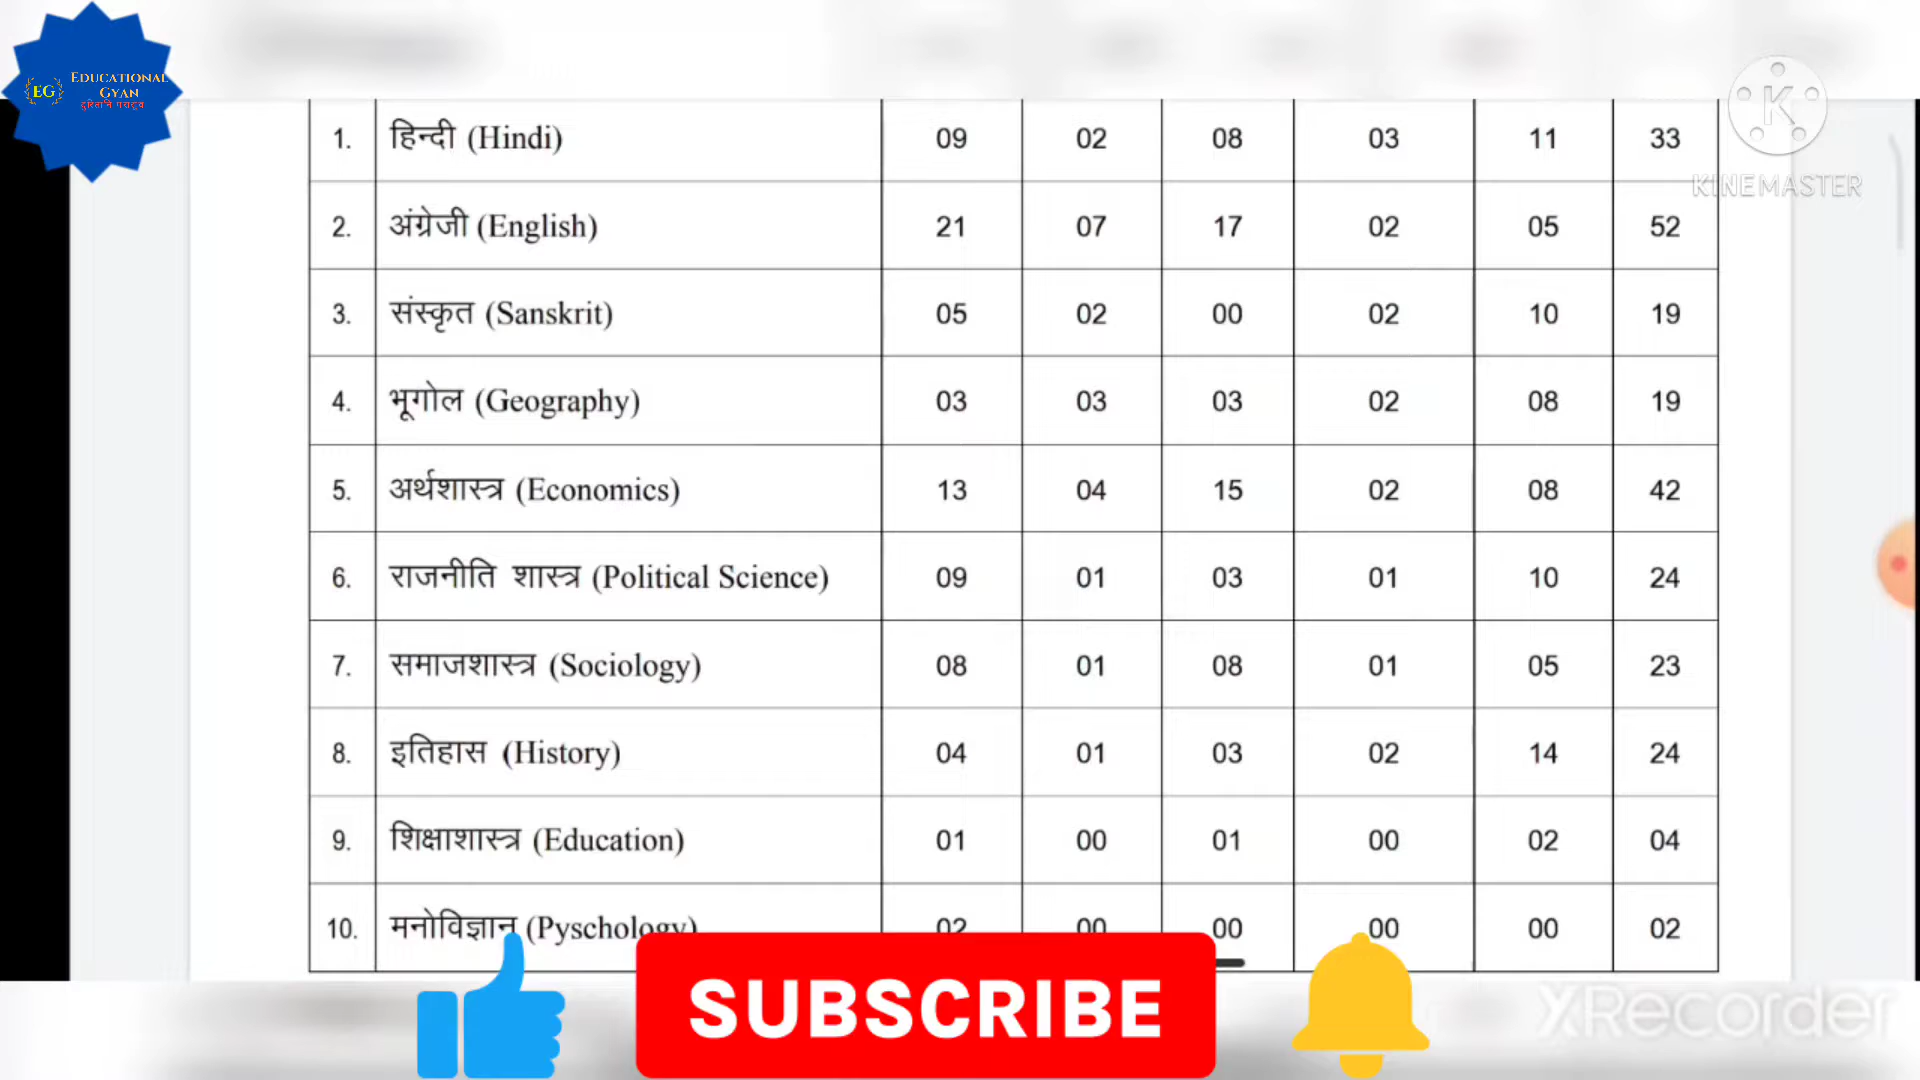 EDUCATIONAL
EG GYAN
K
KINEMASTER
1. हिन्दी (Hindi) 09 02 08 03 11 33
2. अंग्रेजी (English) 21 07 17 02 05 52
3. संस्कृत (Sanskrit) 05 02 00 02 10 19
4. भूगोल (Geography) 03 03 03 02 08 19
5. अर्थशास्त्र (Economics) 13 04 15 02 08 42
6. राजनीति शास्त्र (Political Science) 09 01 03 01 10 24
7. समाजशास्त्र (Sociology) 08 01 08 01 05 23
8. इतिहास (History) 04 01 03 02 14 24
9. शिक्षाशास्त्र (Education) 01 00 01 00 02 04
10. मनोविज्ञान (Pyschology) 02 00 00 00 00 02
SUBSCRIBE
XRecorder